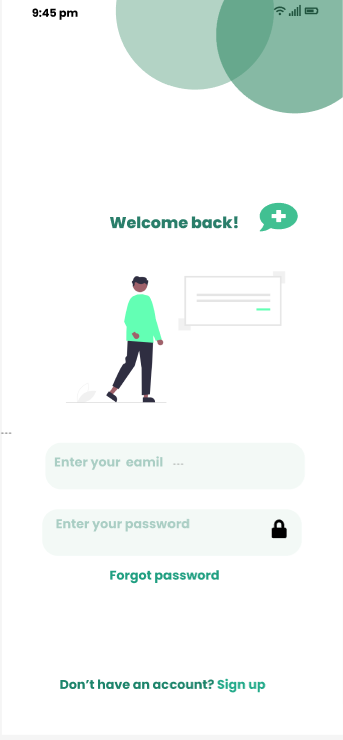 9:45 pm
Welcome back!
Enter your eamil ---
Enter your password
Forgot password
Don't have an account? Sign up